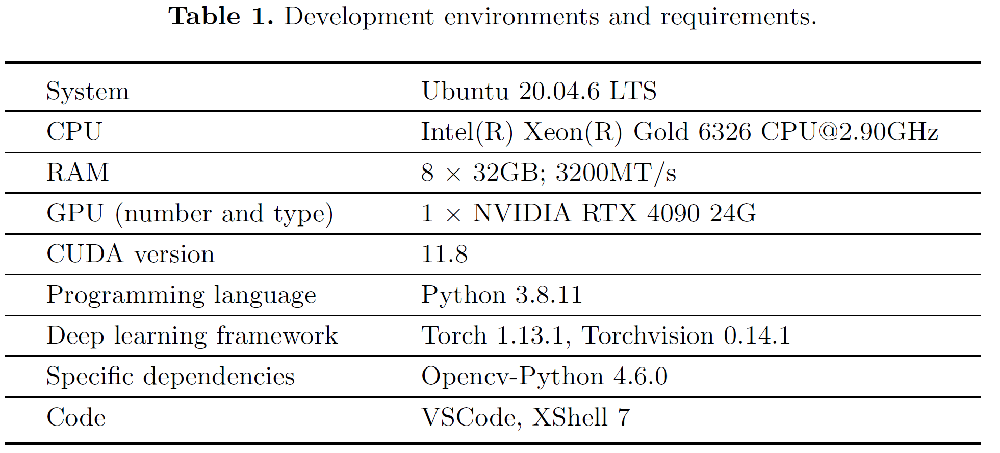 Table 1. Development environments and requirements.
System Ubuntu 20.04.6 LTS
CPU Intel(R) Xeon(R) Gold 6326 CPU@2.90GHz
RAM 8 × 32GB; 3200MT/s
GPU (number and type) 1 × NVIDIA RTX 4090 24G
CUDA version 11.8
Programming language Python 3.8.11
Deep learning framework Torch 1.13.1, Torchvision 0.14.1
Specific dependencies Opencv-Python 4.6.0
Code VSCode, XShell 7